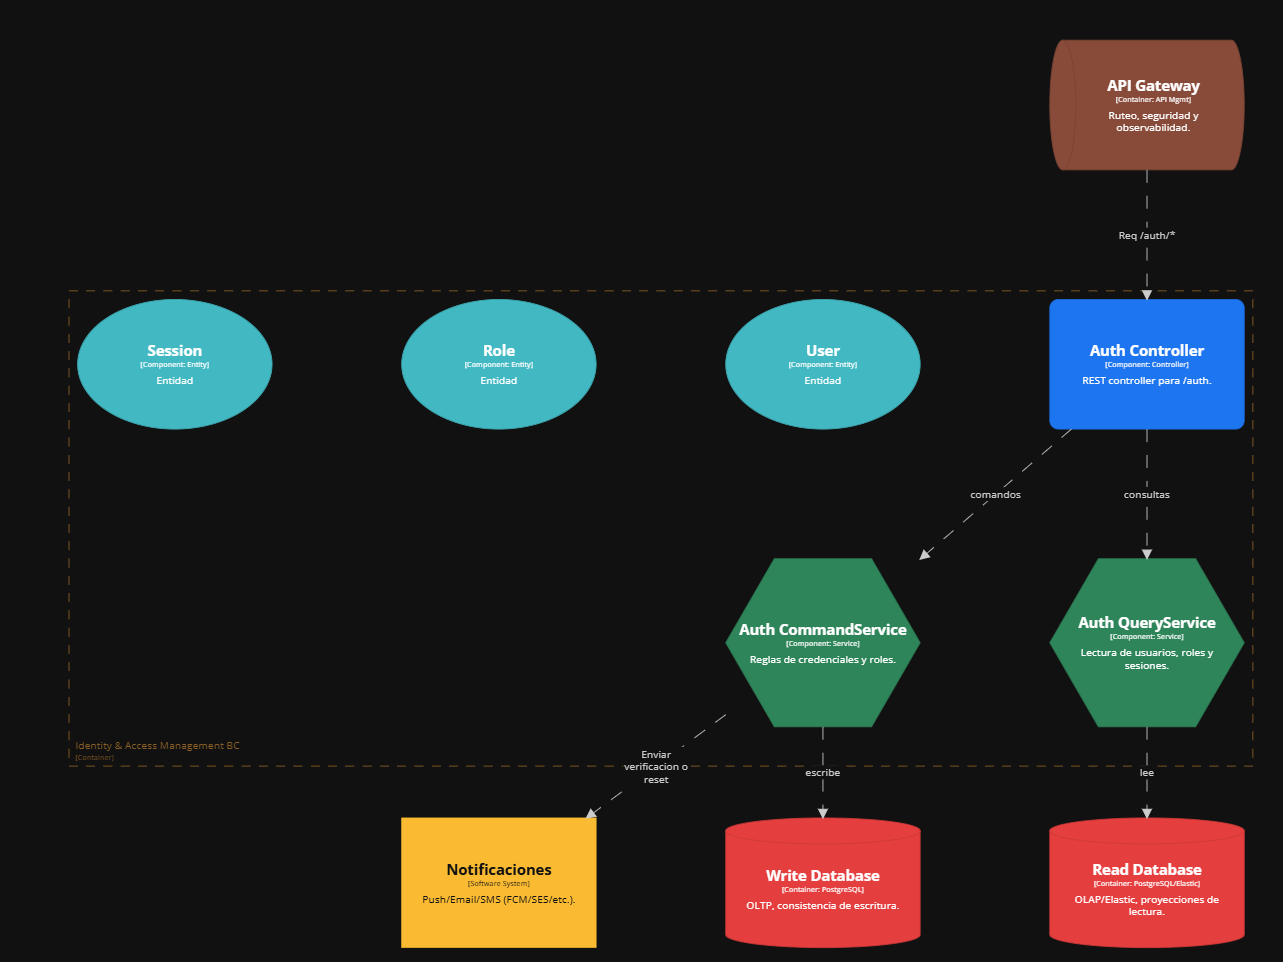 API Gateway
[Container: API Mgmt]
Ruteo, seguridad y
observabilidad.
Req /auth/*
Session
[Component: Entity]
Entidad
Role
[Component: Entity]
Entidad
User
[Component: Entity]
Entidad
Auth Controller
[Component: Controller]
REST controller para /auth.
comandos
consultas
Auth CommandService
[Component: Service]
Reglas de credenciales y roles.
Auth QueryService
[Component: Service]
Lectura de usuarios, roles y
sesiones.
Identity & Access Management BC
[Container]
Enviar
verificacion o
reset
escribe
lee
Notificaciones
[Software System]
Push/Email/SMS (FCM/SES/etc.).
Write Database
[Container: PostgreSQL]
OLTP, consistencia de escritura.
Read Database
[Container: PostgreSQL/Elastic]
OLAP/Elastic, proyecciones de
lectura.